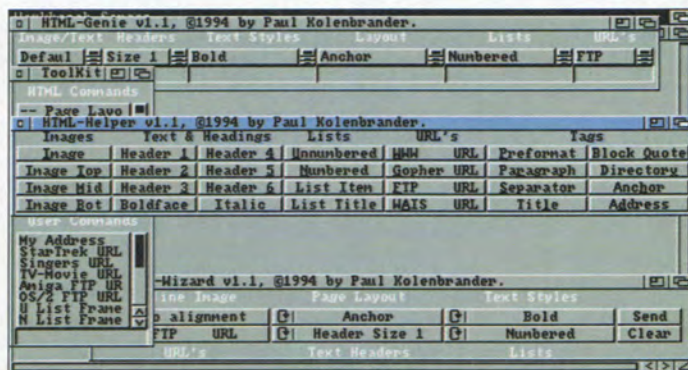 HTML-Genie v1.1, ©1994 by Paul Kolenbrander.
Image/Text Headers Text Styles Layout Lists URL's
Defaul Size 1 Bold Anchor Numbered FTP
ToolKit
HTML Commands
-- Page Layo
HTML-Helper v1.1, ©1994 by Paul Kolenbrander.
Images Text & Headings Lists URL's Tags
Image Header 1 Header 4 Unnumbered WWW URL Preformat Block Quote
Image Top Header 2 Header 5 Numbered Gopher URL Paragraph Directory
Image Mid Header 3 Header 6 List Item FTP URL Separator Anchor
Image Bot Boldface Italic List Title WAIS URL Title Address
User Commands
My Address
StarTrek URL
Singers URL
TV-Movie URL
Amiga FTP UR
OS/2 FTP URL
U List Frame
N List Frame
-Wizard v1.1, ©1994 by Paul Kolenbrander.
ine Image Page Layout Text Styles
o alignment Anchor Bold Send
FTP URL Header Size 1 Numbered Clear
URL's Text Headers Lists